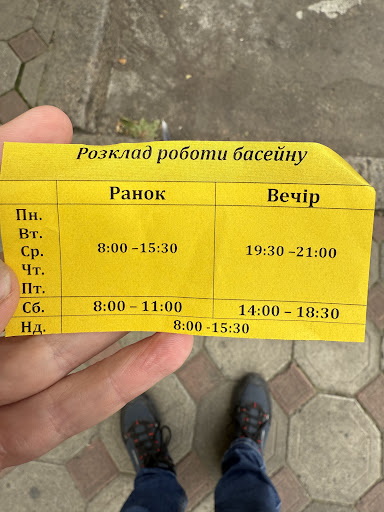 Розклад роботи басейну
Ранок Вечір
Пн.
Вт.
Ср. 8:00 –15:30 19:30 –21:00
Чт.
Пт.
Сб. 8:00 – 11:00 14:00 – 18:30
Нд. 8:00 -15:30